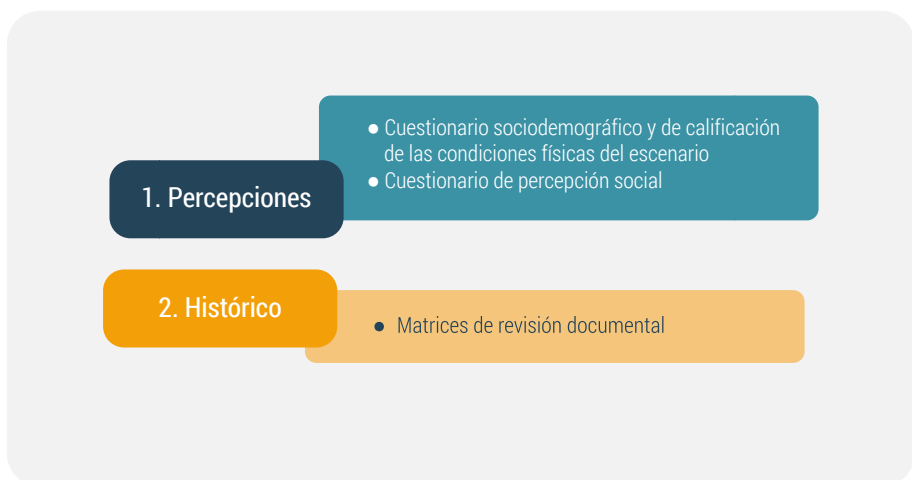 ● Cuestionario sociodemográfico y de calificación
de las condiciones físicas del escenario
● Cuestionario de percepción social
1. Percepciones
2. Histórico
● Matrices de revisión documental